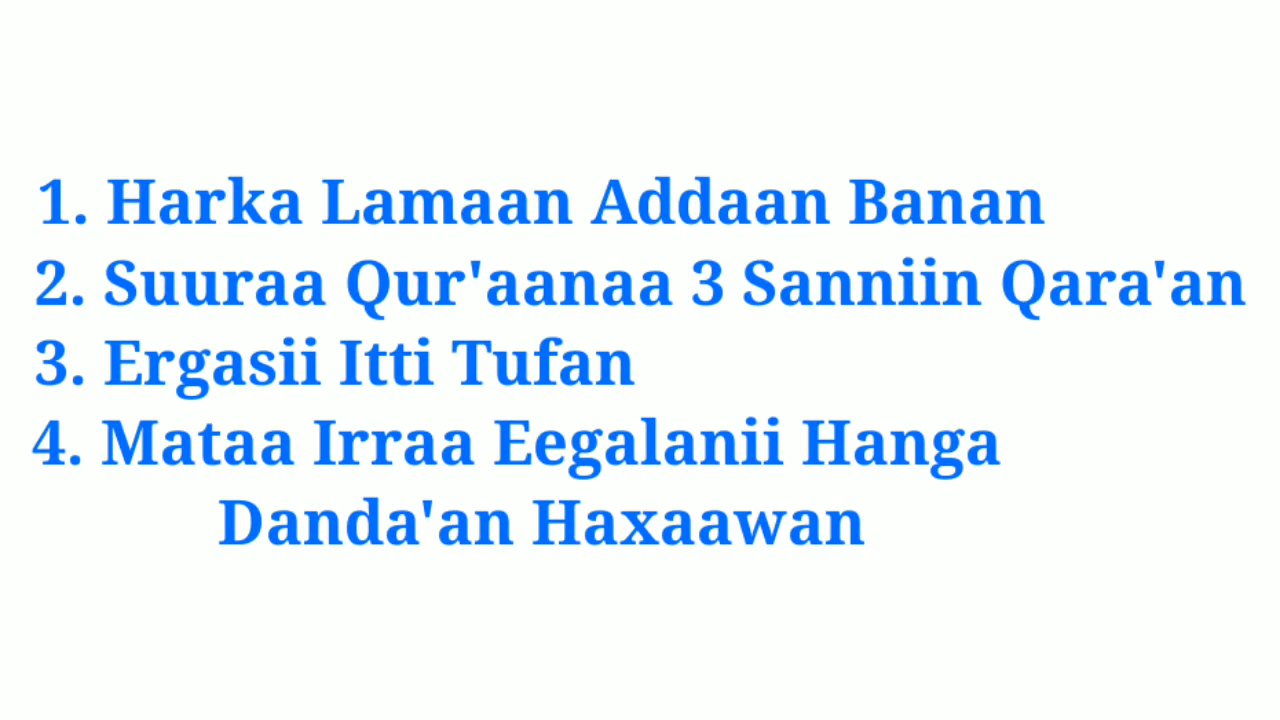 1. Harka Lamaan Addaan Banan
2. Suuraa Qur'aanaa 3 Sanniin Qara'an
3. Ergasii Itti Tufan
4. Mataa Irraa Eegalanii Hanga
Danda'an Haxaawan